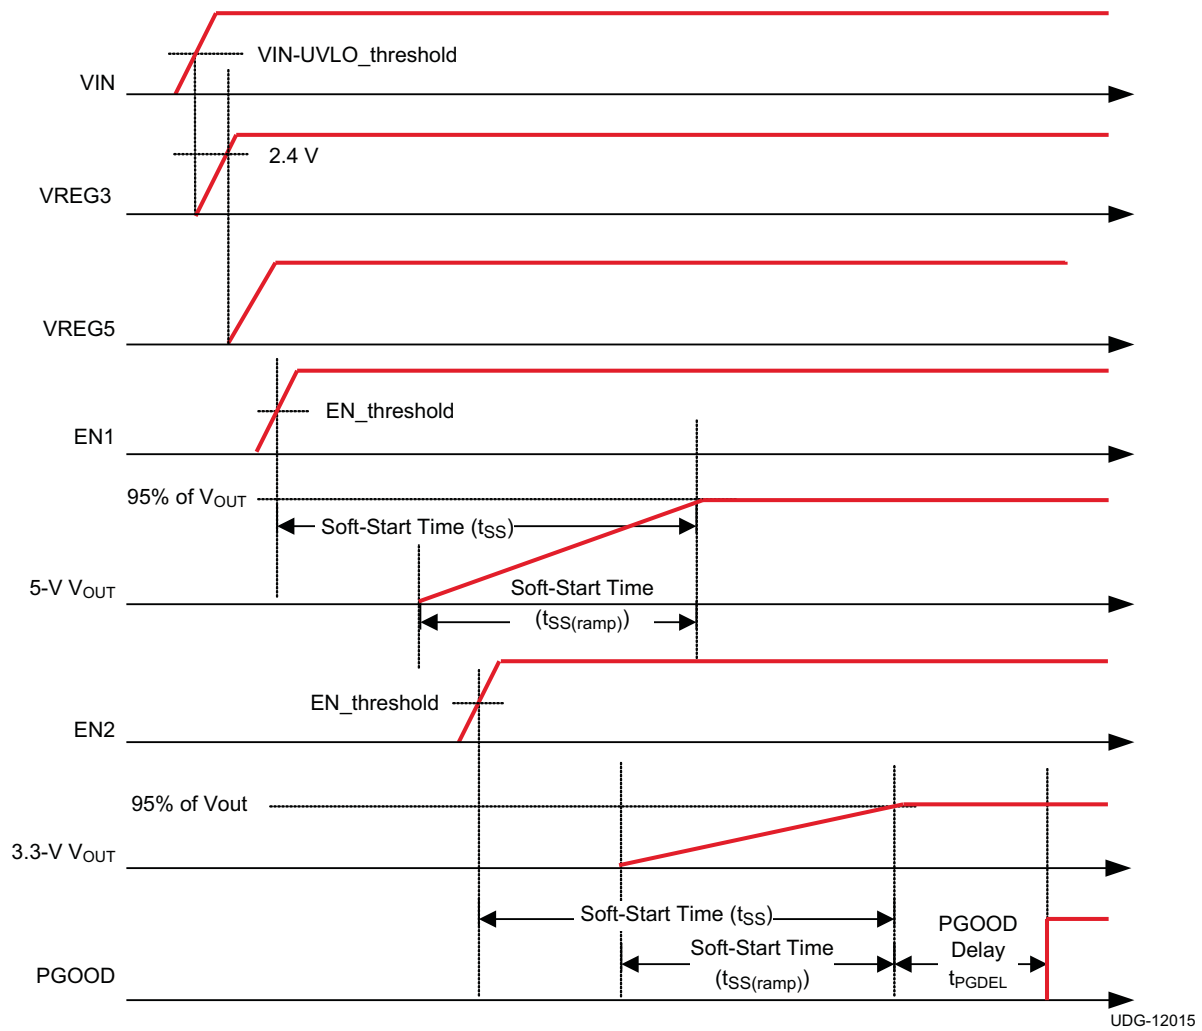 VIN-UVLO_threshold
VIN
2.4 V
VREG3
VREG5
EN_threshold
EN1
95% of VOUT
Soft-Start Time (tSS)
5-V VOUT
Soft-Start Time
(tSS(ramp))
EN_threshold
EN2
95% of Vout
3.3-V VOUT
Soft-Start Time (tSS)
Soft-Start Time
(tSS(ramp))
PGOOD
Delay
tPGDEL
PGOOD
UDG-12015